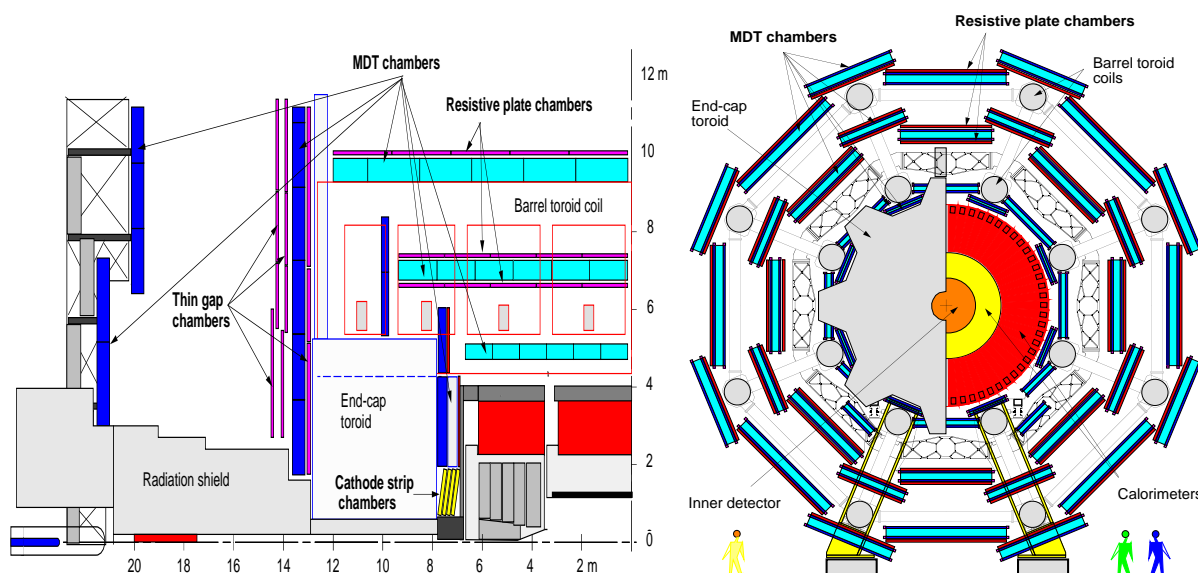 MDT chambers
Resistive plate chambers
12 m
10
8
6
4
2
0
Barrel toroid coil
Thin gap
chambers
End-cap
toroid
Cathode strip
chambers
Radiation shield
20
18
16
14
12
10
8
6
4
2 m
Resistive plate chambers
MDT chambers
Barrel toroid
coils
End-cap
toroid
Inner detector
Calorimeters